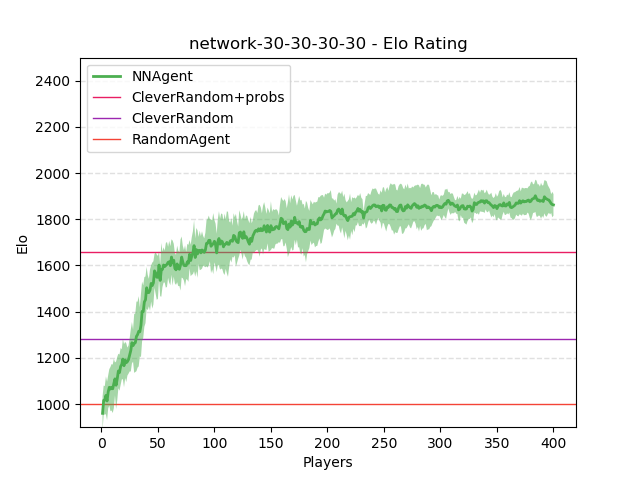 network-30-30-30-30 - Elo Rating
NNAgent
CleverRandom+probs
CleverRandom
RandomAgent
2400
2200
2000
1800
1600
1400
1200
1000
Elo
0 50 100 150 200 250 300 350 400
Players